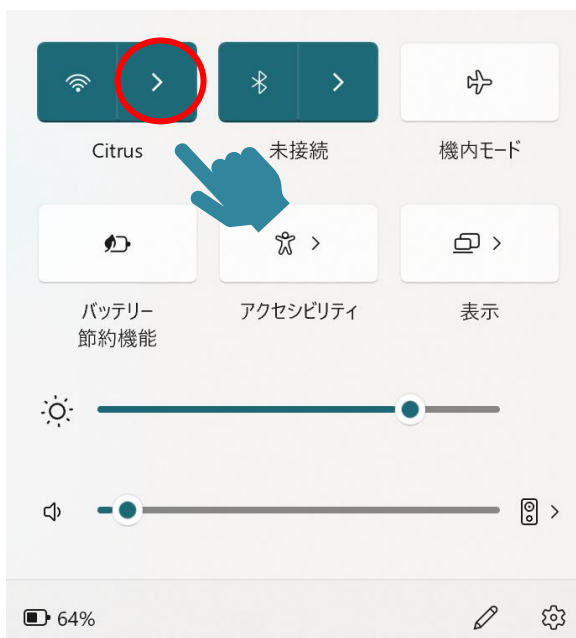 Citrus
未接続
機内モード
バッテリー
節約機能
アクセシビリティ
表示
64%